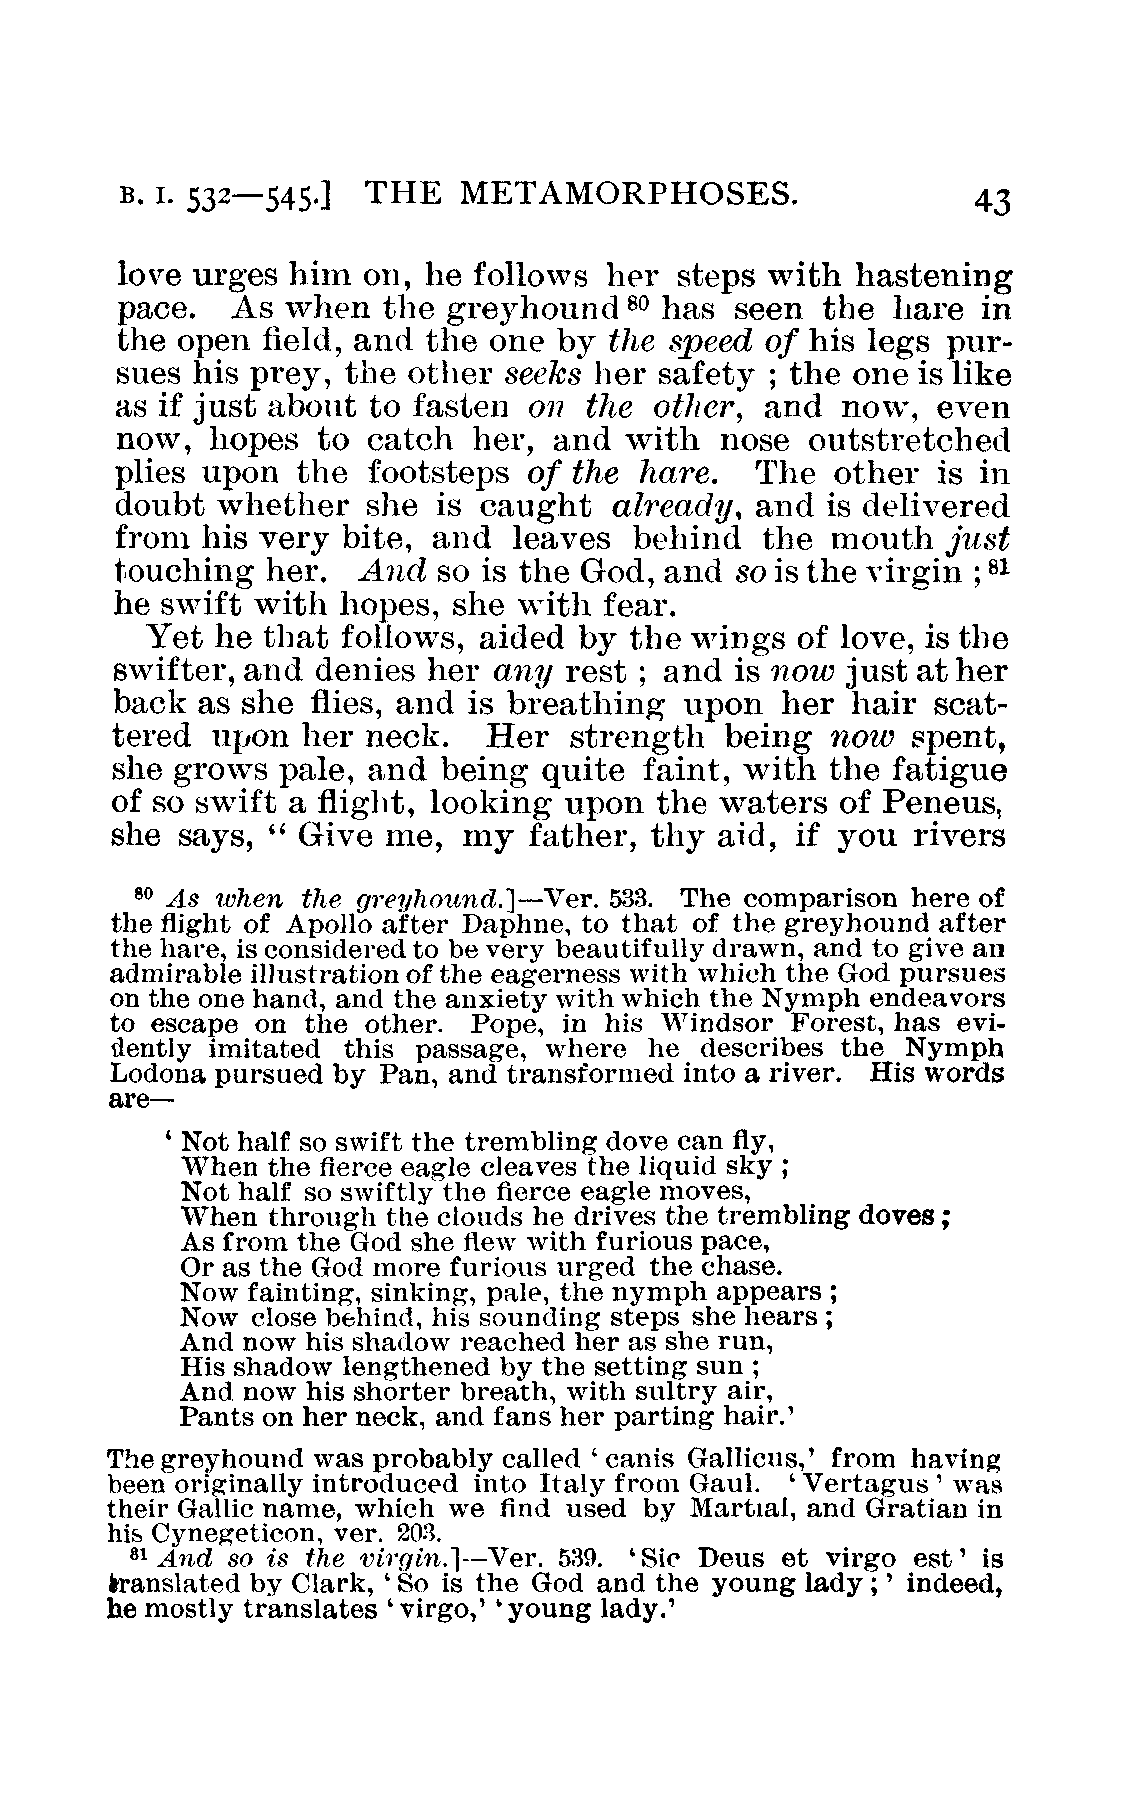 B. I. 532—545.] THE METAMORPHOSES. 43
love urges him on, he follows her steps with hastening
pace. As when the greyhound 80 has seen the hare in
the open field, and the one by the speed of his legs pur-
sues his prey, the other seeks her safety ; the one is like
as if just about to fasten on the other, and now, even
now, hopes to catch her, and with nose outstretched
plies upon the footsteps of the hare. The other is in
doubt whether she is caught already, and is delivered
from his very bite, and leaves behind the mouth just
touching her. And so is the God, and so is the virgin ; 81
he swift with hopes, she with fear.
Yet he that follows, aided by the wings of love, is the
swifter, and denies her any rest ; and is now just at her
back as she flies, and is breathing upon her hair scat-
tered upon her neck. Her strength being now spent,
she grows pale, and being quite faint, with the fatigue
of so swift a flight, looking upon the waters of Peneus,
she says, “ Give me, my father, thy aid, if you rivers
80 As when the greyhound.]—Ver. 533. The comparison here of
the flight of Apollo after Daphne, to that of the greyhound after
the hare, is considered to be very beautifully drawn, and to give an
admirable illustration of the eagerness with which the God pursues
on the one hand, and the anxiety with which the Nymph endeavors
to escape on the other. Pope, in his Windsor Forest, has evi-
dently imitated this passage, where he describes the Nymph
Lodona pursued by Pan, and transformed into a river. His words
are—
‘ Not half so swift the trembling dove can fly,
When the fierce eagle cleaves the liquid sky ;
Not half so swiftly the fierce eagle moves,
When through the clouds he drives the trembling doves ;
As from the God she flew with furious pace,
Or as the God more furious urged the chase.
Now fainting, sinking, pale, the nymph appears ;
Now close behind, his sounding steps she hears ;
And now his shadow reached her as she run,
His shadow lengthened by the setting sun ;
And now his shorter breath, with sultry air,
Pants on her neck, and fans her parting hair.’
The greyhound was probably called ‘ canis Gallicus,’ from having
been originally introduced into Italy from Gaul. ‘ Vertagus ’ was
their Gallic name, which we find used by Martial, and Gratian in
his Cynegeticon, ver. 203.
81 And so is the virgin.]—Ver. 539. ‘ Sic Deus et virgo est ’ is
translated by Clark, ‘ So is the God and the young lady ; ’ indeed,
he mostly translates ‘ virgo,’ ‘ young lady.’